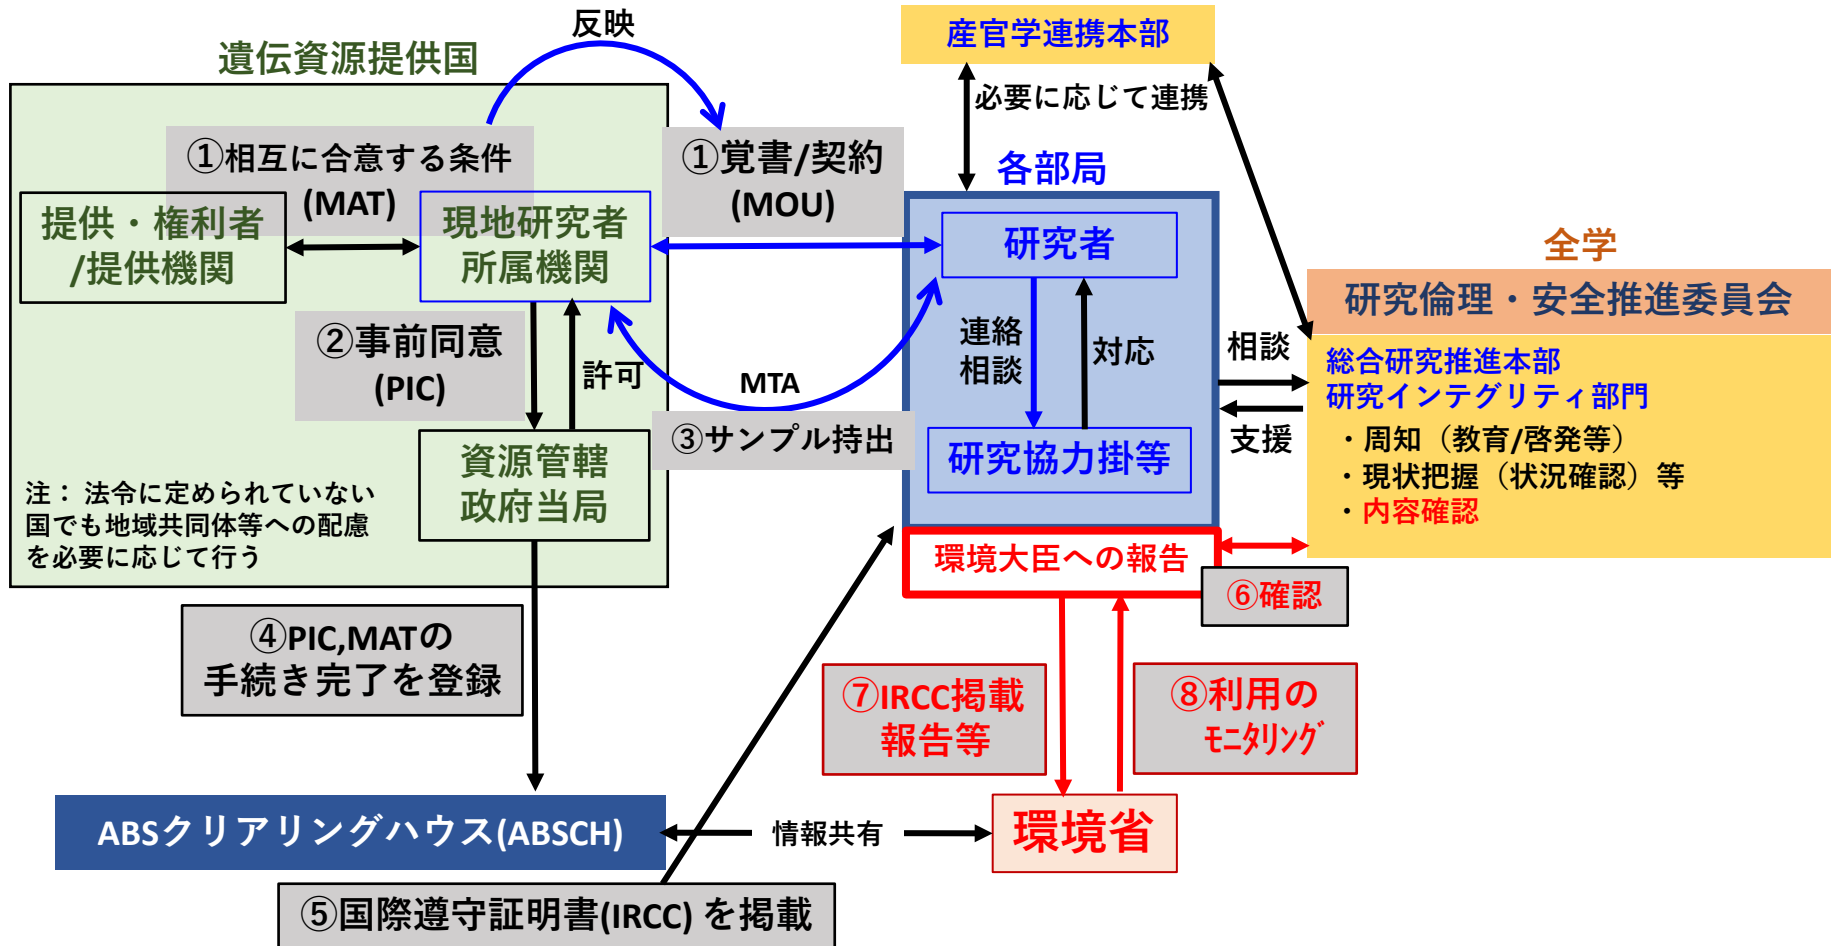 反映
産官学連携本部
遺伝資源提供国
必要に応じて連携
①相互に合意する条件
(MAT)
①覚書/契約
(MOU)
各部局
提供・権利者
/提供機関
現地研究者
所属機関
研究者
全学
研究倫理・安全推進委員会
②事前同意
(PIC)
許可
MTA
連絡
相談
対応
相談
支援
総合研究推進本部
研究インテグリティ部門
・周知（教育/啓発等）
・現状把握（状況確認）等
・内容確認
③サンプル持出
資源管轄
政府当局
研究協力掛等
注： 法令に定められていない
国でも地域共同体等への配慮
を必要に応じて行う
環境大臣への報告
⑥確認
④PIC,MATの
手続き完了を登録
⑦IRCC掲載
報告等
⑧利用の
ﾓﾆﾀﾘﾝｸﾞ
ABSクリアリングハウス(ABSCH)
情報共有
環境省
⑤国際遵守証明書(IRCC) を掲載